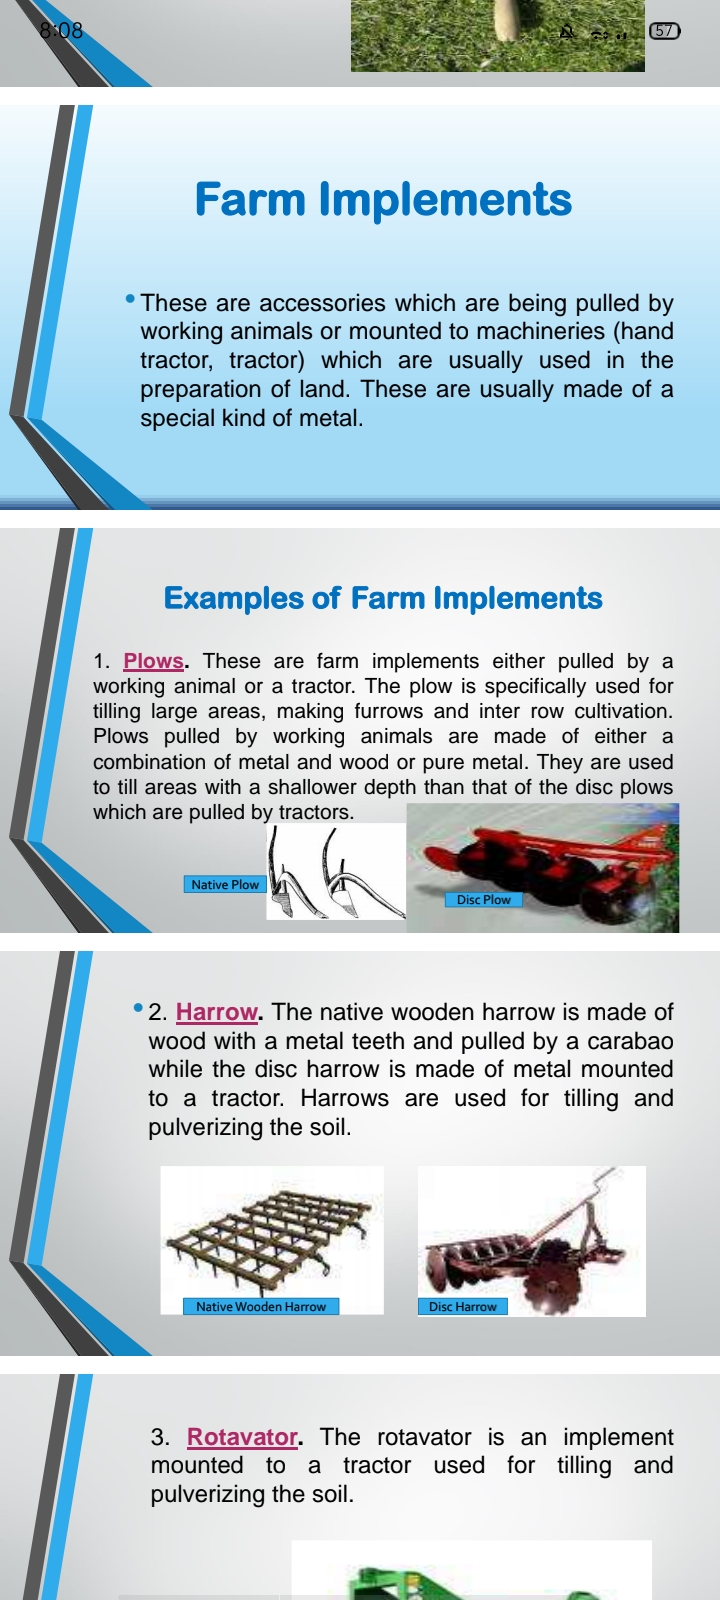 8:08
57
Farm Implements
• These are accessories which are being pulled by
working animals or mounted to machineries (hand
tractor, tractor) which are usually used in the
preparation of land. These are usually made of a
special kind of metal.
Examples of Farm Implements
1. Plows. These are farm implements either pulled by a
working animal or a tractor. The plow is specifically used for
tilling large areas, making furrows and inter row cultivation.
Plows pulled by working animals are made of either a
combination of metal and wood or pure metal. They are used
to till areas with a shallower depth than that of the disc plows
which are pulled by tractors.
Native Plow
Disc Plow
• 2. Harrow. The native wooden harrow is made of
wood with a metal teeth and pulled by a carabao
while the disc harrow is made of metal mounted
to a tractor. Harrows are used for tilling and
pulverizing the soil.
Native Wooden Harrow
Disc Harrow
3. Rotavator. The rotavator is an implement
mounted to a tractor used for tilling and
pulverizing the soil.